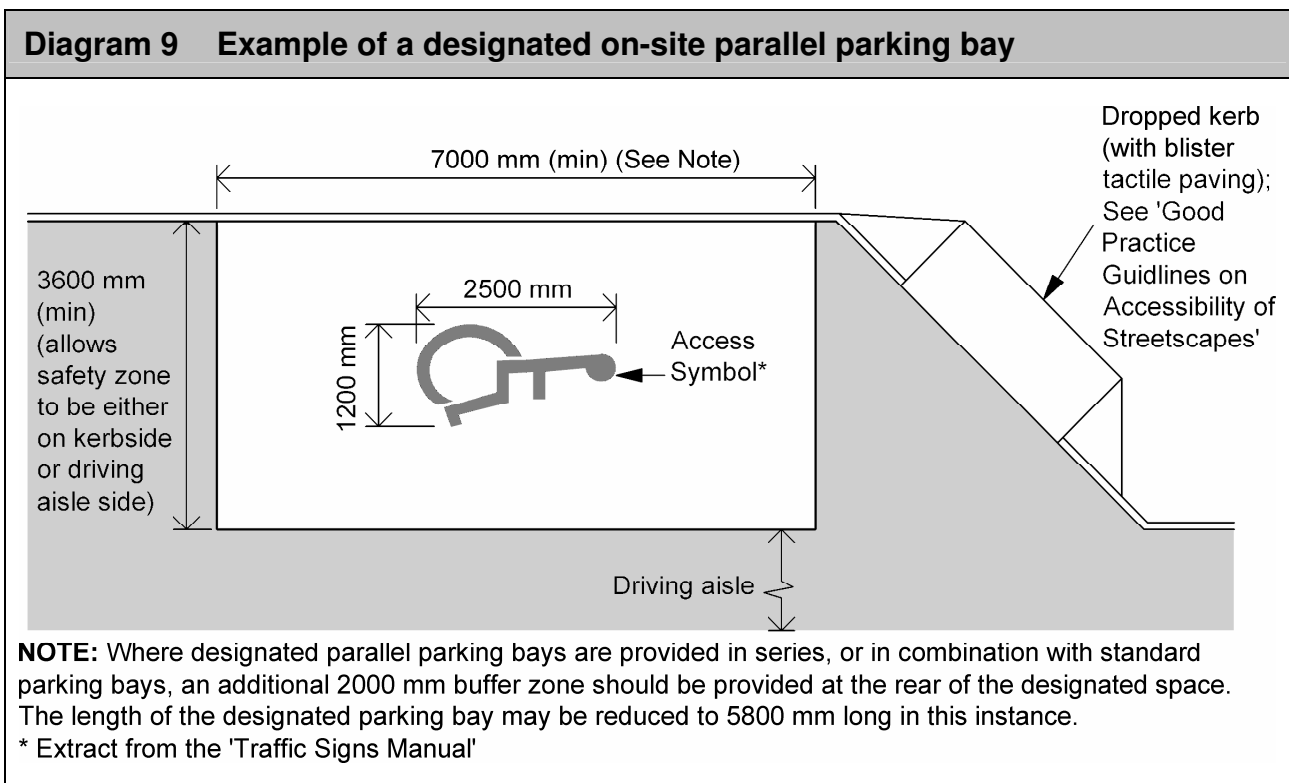 Diagram 9 Example of a designated on-site parallel parking bay
7000 mm (min) (See Note)
Dropped kerb
(with blister
tactile paving);
See 'Good
Practice
Guidlines on
Accessibility of
Streetscapes'
3600 mm
(min)
(allows
safety zone
to be either
on kerbside
or driving
aisle side)
2500 mm
1200 mm
Access
Symbol*
Driving aisle
NOTE: Where designated parallel parking bays are provided in series, or in combination with standard
parking bays, an additional 2000 mm buffer zone should be provided at the rear of the designated space.
The length of the designated parking bay may be reduced to 5800 mm long in this instance.
* Extract from the 'Traffic Signs Manual'